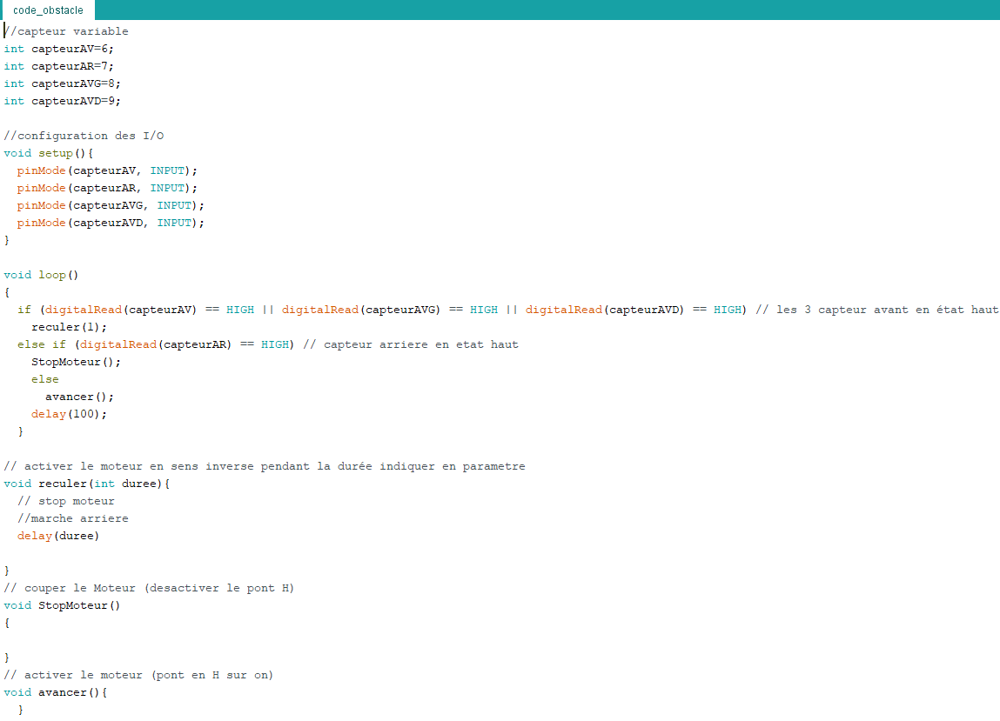 code_obstacle
//capteur variable
int capteurAV=6;
int capteurAR=7;
int capteurAVG=8;
int capteurAVD=9;
//configuration des I/O
void setup(){
pinMode(capteurAV, INPUT);
pinMode(capteurAR, INPUT);
pinMode(capteurAVG, INPUT);
pinMode(capteurAVD, INPUT);
}
void loop()
{
if (digitalRead(capteurAV) == HIGH || digitalRead(capteurAVG) == HIGH || digitalRead(capteurAVD) == HIGH) // les 3 capteur avant en état haut
reculer(1);
else if (digitalRead(capteurAR) == HIGH) // capteur arriere en etat haut
StopMoteur();
else
avancer();
delay(100);
}
// activer le moteur en sens inverse pendant la durée indiquer en parametre
void reculer(int duree){
// stop moteur
//marche arriere
delay(duree)
}
// couper le Moteur (desactiver le pont H)
void StopMoteur()
{
}
// activer le moteur (pont en H sur on)
void avancer(){
}